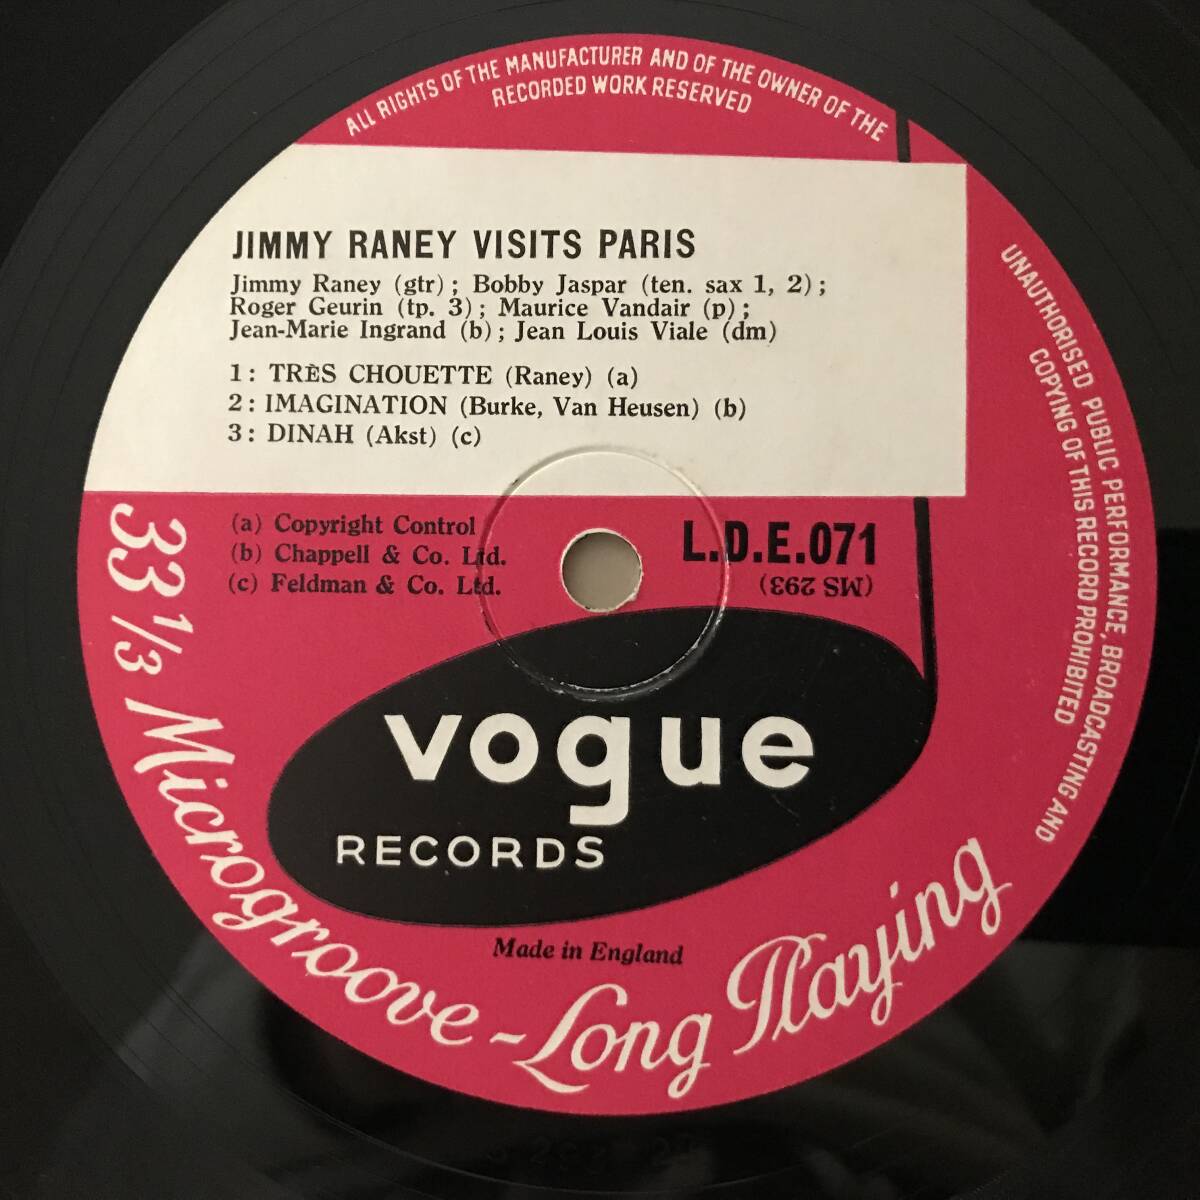 ALL RIGHTS OF THE MANUFACTURER AND OF THE OWNER OF THE
RECORDED WORK RESERVED
UNAUTHORISED PUBLIC PERFORMANCE, BROADCASTING AND
COPYING OF THIS RECORD PROHIBITED
JIMMY RANEY VISITS PARIS
Jimmy Raney (gtr); Bobby Jaspar (ten. sax 1, 2);
Roger Geurin (tp. 3); Maurice Vandair (p);
Jean-Marie Ingrand (b); Jean Louis Viale (dm)
1: TRÈS CHOUETTE (Raney) (a)
2: IMAGINATION (Burke, Van Heusen) (b)
3: DINAH (Akst) (c)
(a) Copyright Control
(b) Chappell & Co. Ltd.
(c) Feldman & Co. Ltd.
L.D.E.071
(MS 293)
vogue
RECORDS
Made in England
33 1/3 Microgroove - Long Playing